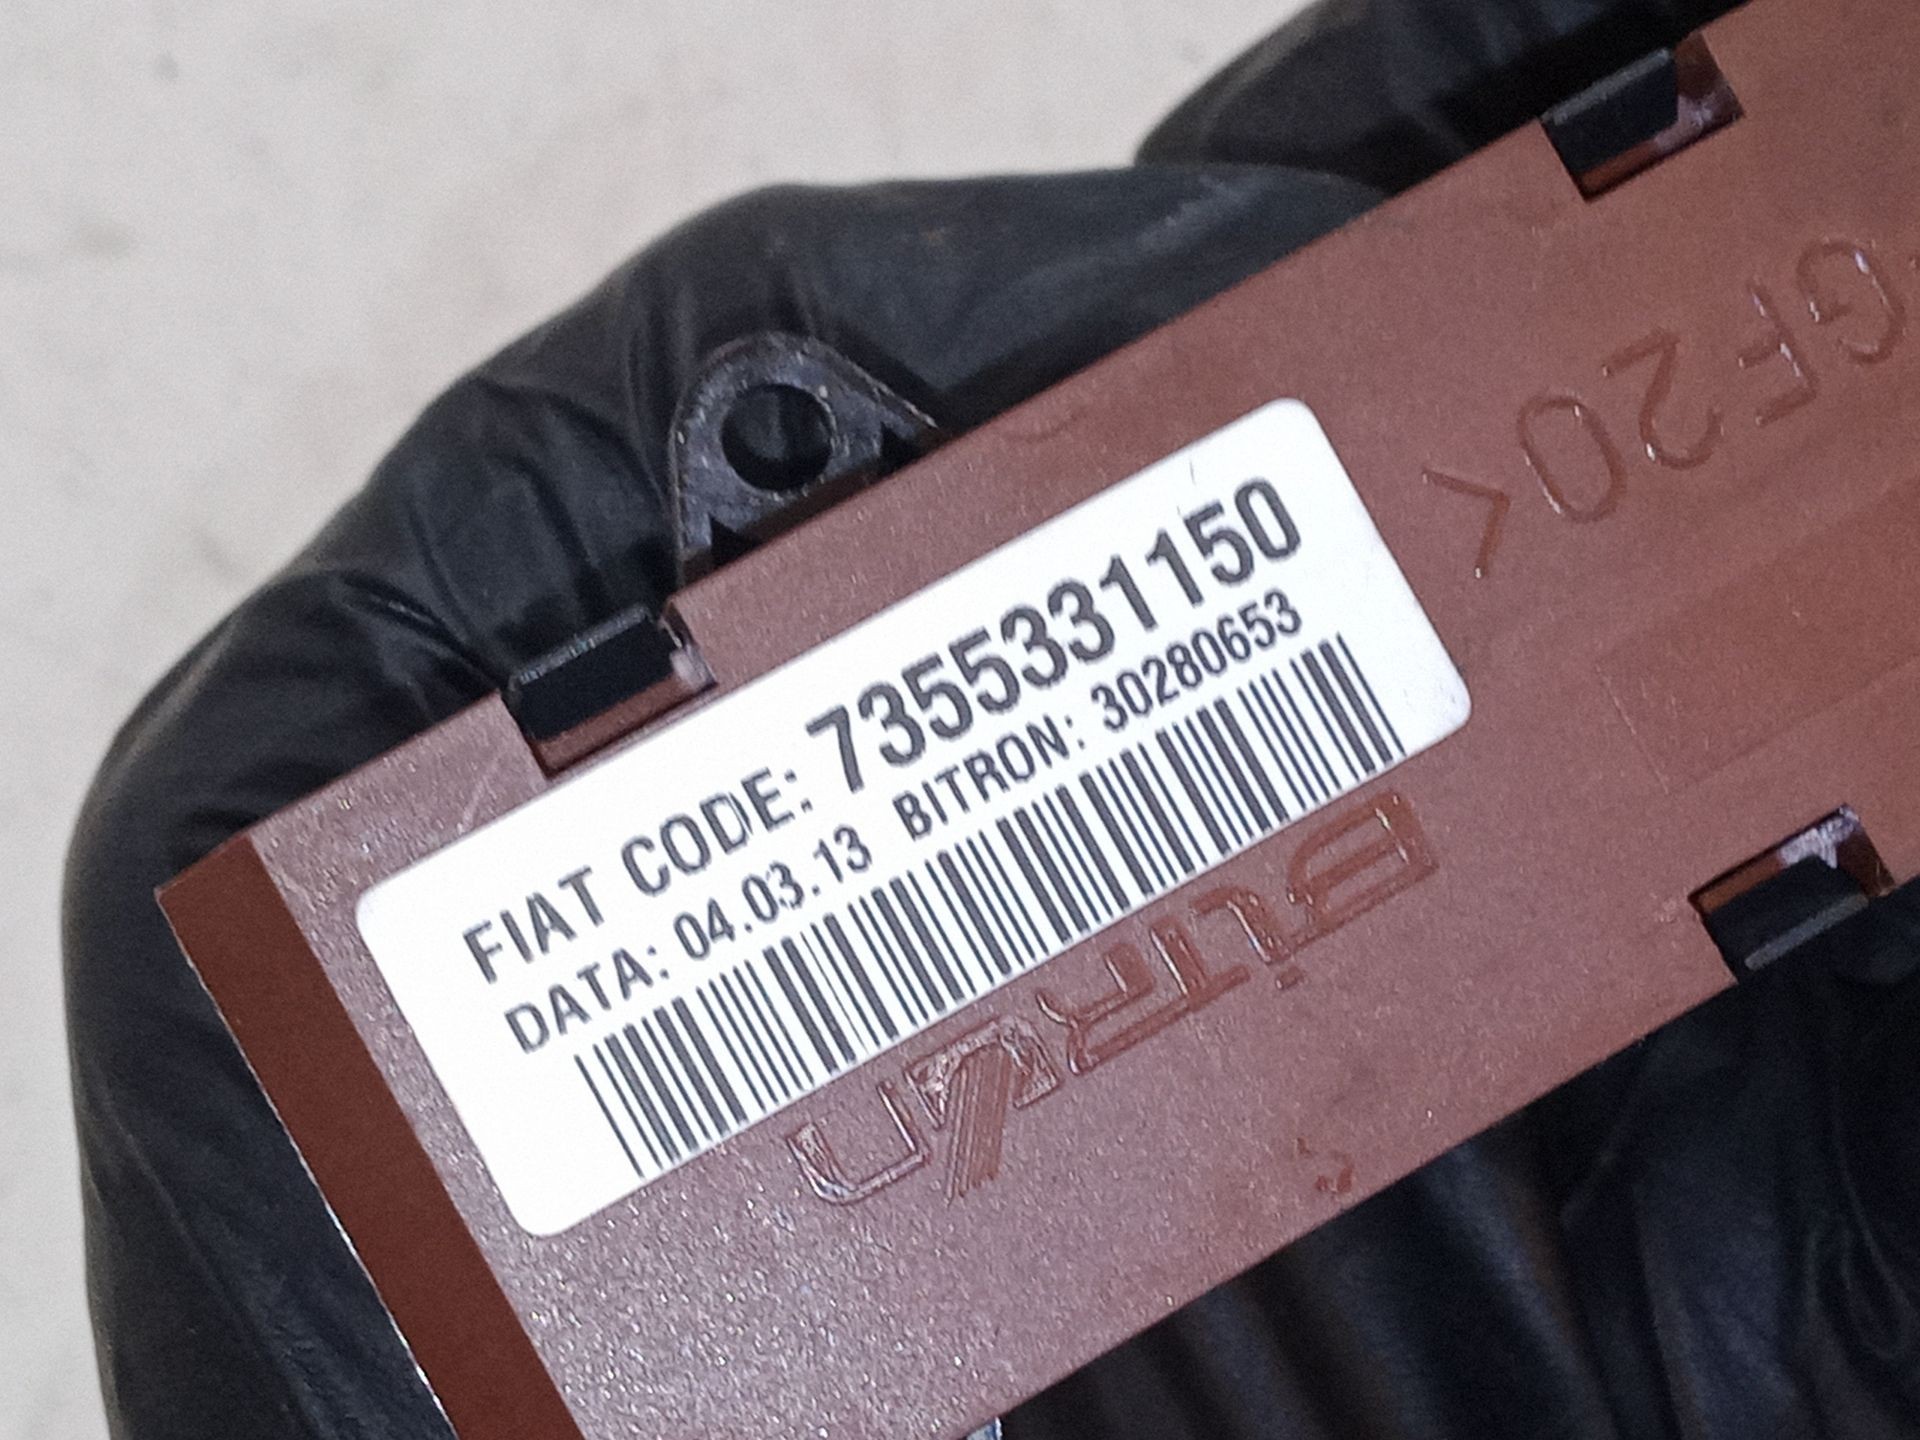 FIAT CODE: 7355331150
DATA: 04.03.13 BITRON: 30280653
BiTRON
GF20<